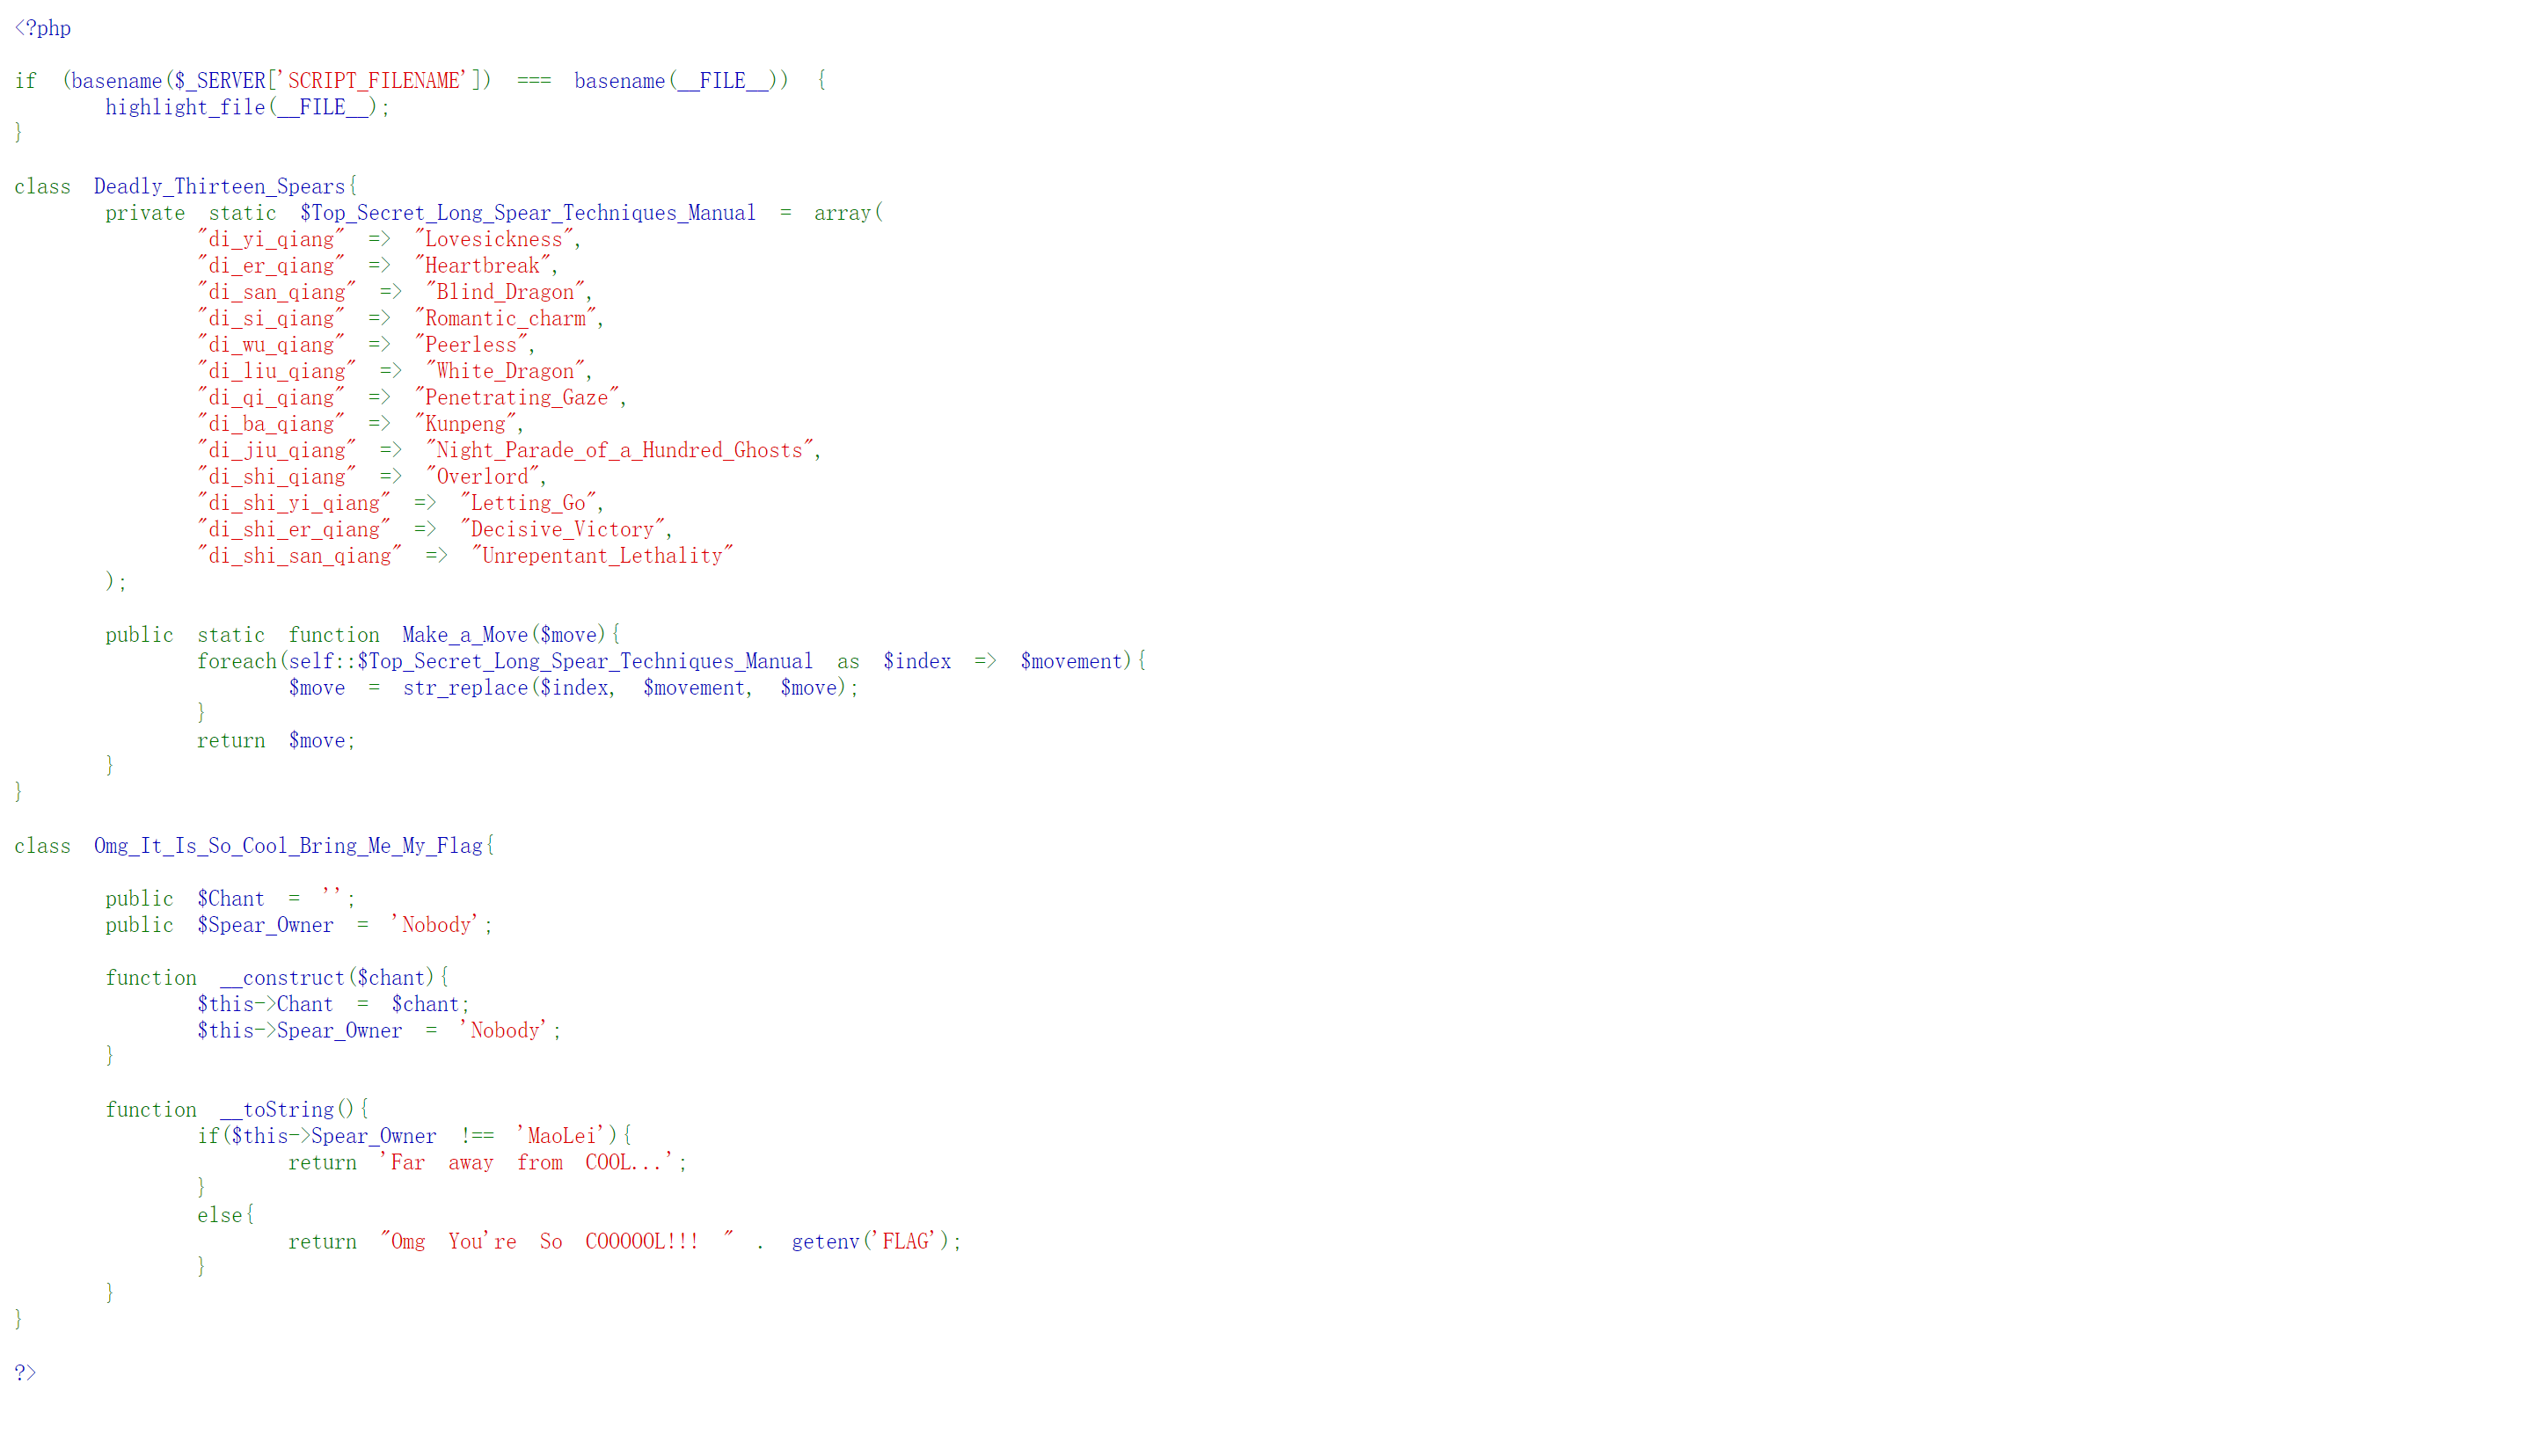 <?php
if (basename($_SERVER['SCRIPT_FILENAME']) === basename(__FILE__)) {
highlight_file(__FILE__);
}
class Deadly_Thirteen_Spears{
private static $Top_Secret_Long_Spear_Techniques_Manual = array(
"di_yi_qiang" => "Lovesickness",
"di_er_qiang" => "Heartbreak",
"di_san_qiang" => "Blind_Dragon",
"di_si_qiang" => "Romantic_charm",
"di_wu_qiang" => "Peerless",
"di_liu_qiang" => "White_Dragon",
"di_qi_qiang" => "Penetrating_Gaze",
"di_ba_qiang" => "Kunpeng",
"di_jiu_qiang" => "Night_Parade_of_a_Hundred_Ghosts",
"di_shi_qiang" => "Overlord",
"di_shi_yi_qiang" => "Letting_Go",
"di_shi_er_qiang" => "Decisive_Victory",
"di_shi_san_qiang" => "Unrepentant_Lethality"
);
public static function Make_a_Move($move){
foreach(self::$Top_Secret_Long_Spear_Techniques_Manual as $index => $movement){
$move = str_replace($index, $movement, $move);
}
return $move;
}
}
class Omg_It_Is_So_Cool_Bring_Me_My_Flag{
public $Chant = '';
public $Spear_Owner = 'Nobody';
function __construct($chant){
$this->Chant = $chant;
$this->Spear_Owner = 'Nobody';
}
function __toString(){
if($this->Spear_Owner !== 'MaoLei'){
return 'Far away from COOL...';
}
else{
return "Omg You're So COOOOOL!!! " . getenv('FLAG');
}
}
}
?>